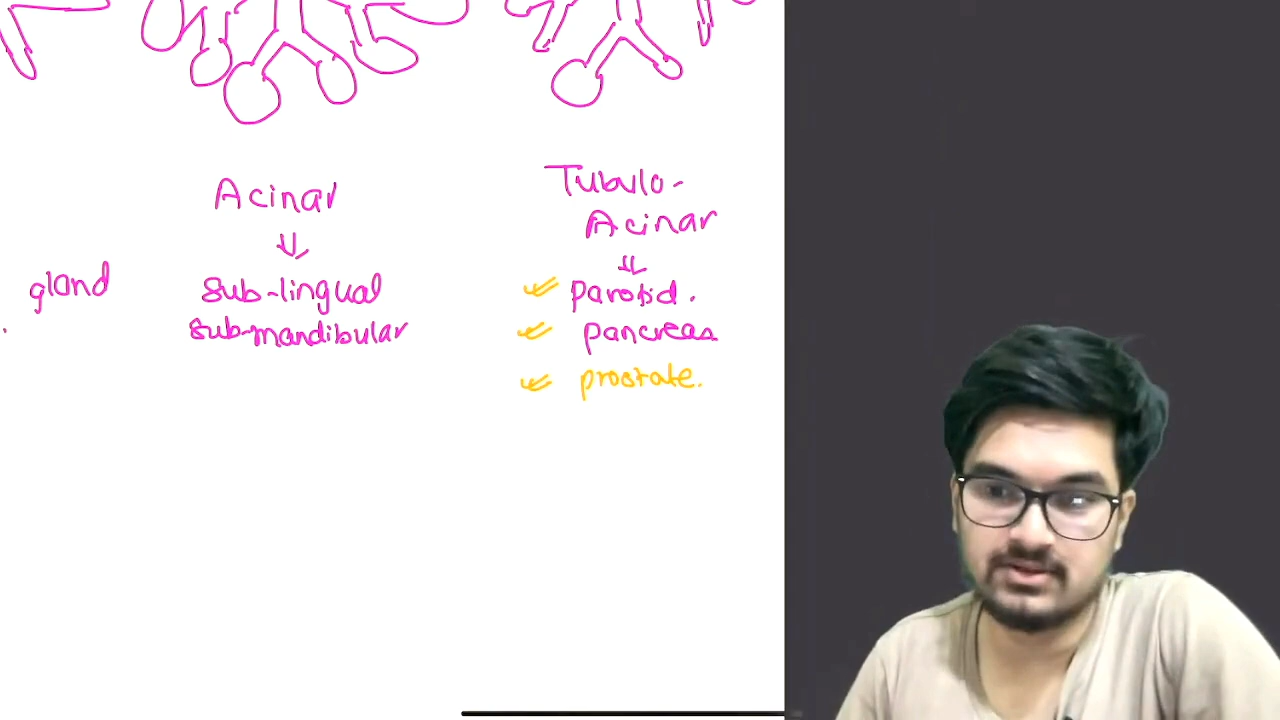 Acinar
Tubulo-
Acinar
gland
sub-lingual
sub-mandibular
parotid.
pancreas
prostate.